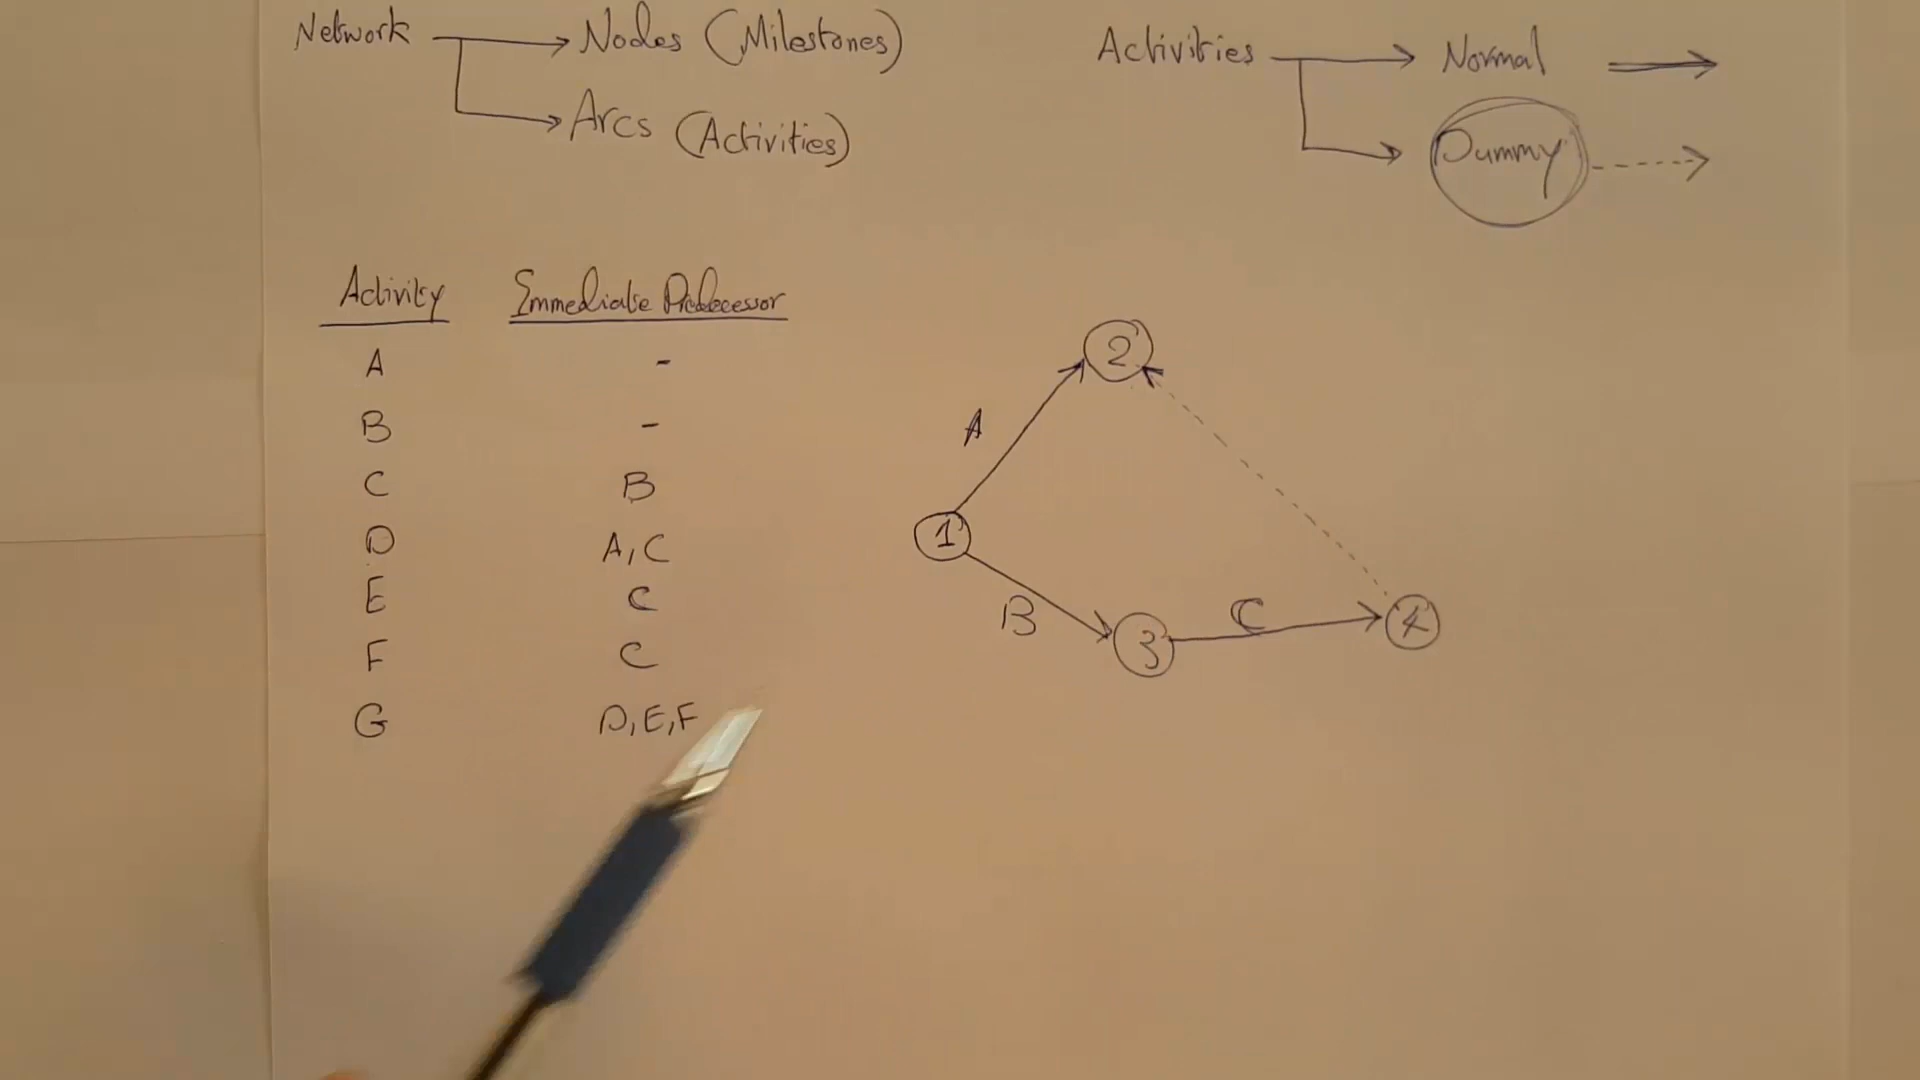 Network → Nodes (Milestones)
→ Arcs (Activities)
Activities → Normal
→ Dummy
Activity Immediate Predecessor
A -
B -
C B
D A,C
E C
F C
G D,E,F
2
A
1
B
3
C
4